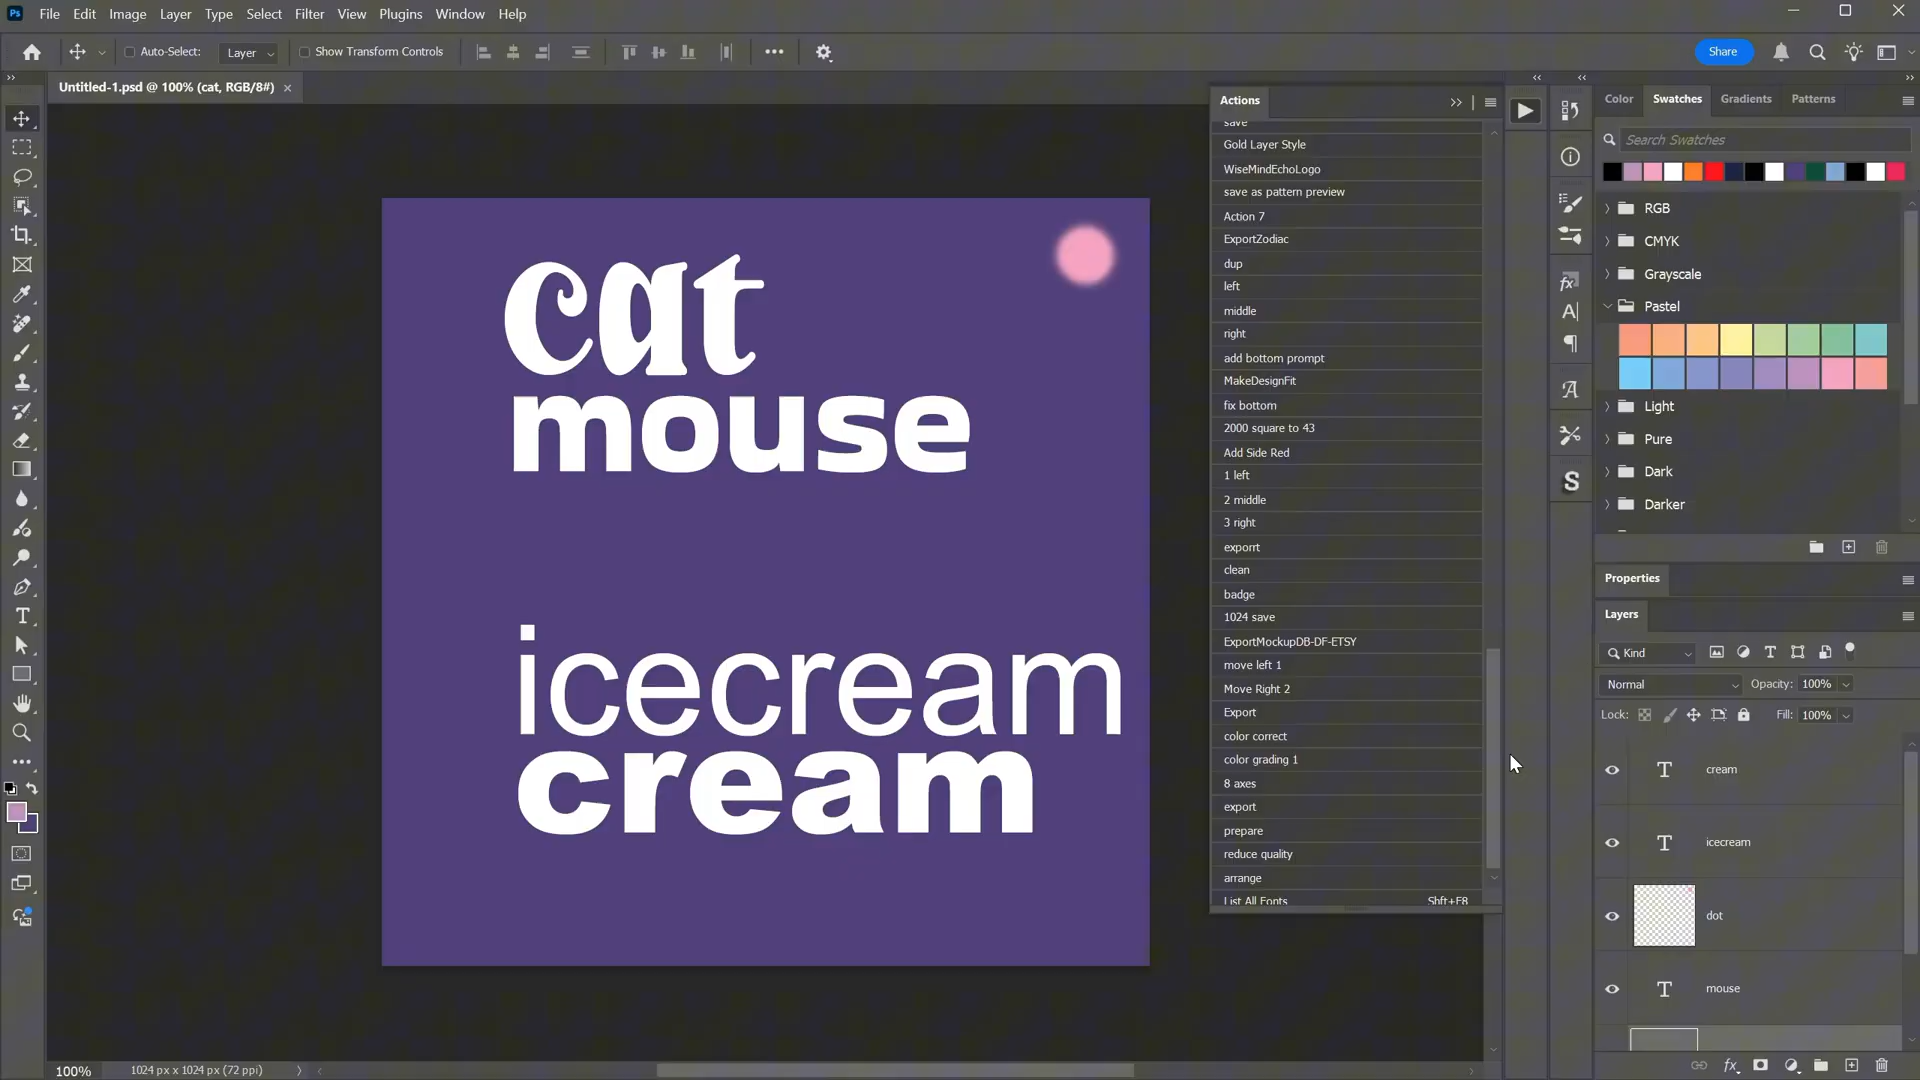 Ps File Edit Image Layer Type Select Filter View Plugins Window Help
Auto-Select: Layer Show Transform Controls Share
Untitled-1.psd @ 100% (cat, RGB/8#)
cat
mouse
icecream
cream
100% 1024 px x 1024 px (72 ppi)
Actions
save
Gold Layer Style
WiseMindEchoLogo
save as pattern preview
Action 7
ExportZodiac
dup
left
middle
right
add bottom prompt
MakeDesignFit
fix bottom
2000 square to 43
Add Side Red
1 left
2 middle
3 right
exporrt
clean
badge
1024 save
ExportMockupDB-DF-ETSY
move left 1
Move Right 2
Export
color correct
color grading 1
8 axes
export
prepare
reduce quality
arrange
List All Fonts Shft+F8
Color Swatches Gradients Patterns
Search Swatches
RGB
CMYK
Grayscale
Pastel
Light
Pure
Dark
Darker
Properties
Layers
Kind
Normal Opacity: 100%
Lock: Fill: 100%
cream
icecream
dot
mouse